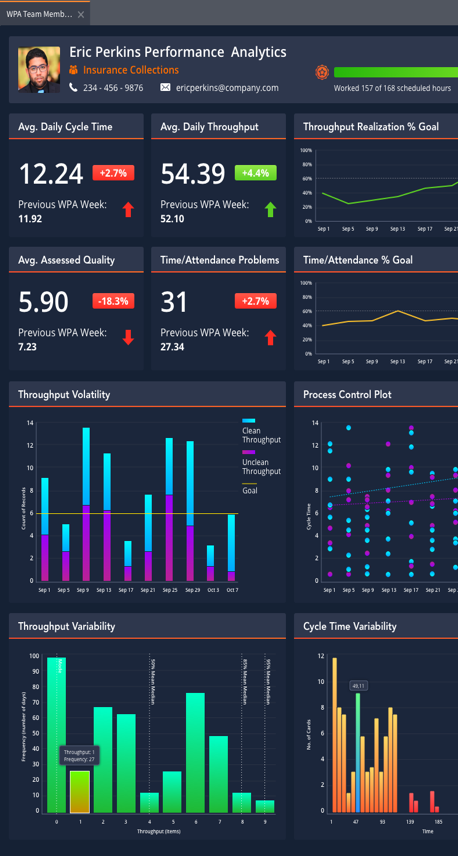 WPA Team Memb...
Eric Perkins Performance Analytics
Insurance Collections
234 - 456 - 9876
ericperkins@company.com
Worked 157 of 168 scheduled hours
Avg. Daily Cycle Time
12.24
+2.7%
Previous WPA Week:
11.92
Avg. Daily Throughput
54.39
+4.4%
Previous WPA Week:
52.10
Throughput Realization % Goal
100%
80%
60%
40%
20%
0%
Sep 1 Sep 5 Sep 9 Sep 13 Sep 17 Sep 21
Avg. Assessed Quality
5.90
-18.3%
Previous WPA Week:
7.23
Time/Attendance Problems
31
+2.7%
Previous WPA Week:
27.34
Time/Attendance % Goal
100%
80%
60%
40%
20%
0%
Sep 1 Sep 5 Sep 9 Sep 13 Sep 17 Sep 21
Throughput Volatility
Count of Records
14
12
10
8
6
4
2
0
Sep 1 Sep 5 Sep 9 Sep 13 Sep 17 Sep 21 Sep 25 Sep 29 Oct 3 Oct 7
Clean
Throughput
Unclean
Throughput
Goal
Process Control Plot
Cycle Time
14
12
10
8
6
4
2
0
Sep 1 Sep 5 Sep 9 Sep 13 Sep 17 Sep 21 Sep
Throughput Variability
Frequency (number of days)
100
90
80
70
60
50
40
30
20
10
0
50% Mean Median
85% Mean Median
95% Mean Median
Throughput: 1
Frequency: 27
0 1 2 3 4 5 6 7 8 9
Throughput (items)
Cycle Time Variability
No. of Cards
12
10
8
6
4
2
0
49,11
1 47 93 139 185
Time